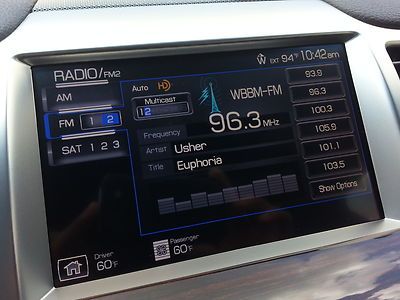 RADIO/FM2
W EXT 94°F 10:42am
AM
FM 1 2
SAT 1 2 3
Auto HD
Multicast
1 2
WBBM-FM
96.3 MHz
Frequency
Artist Usher
Title Euphoria
93.9
96.3
100.3
105.9
101.1
103.5
Show Options
Driver
60°F
Passenger
60°F